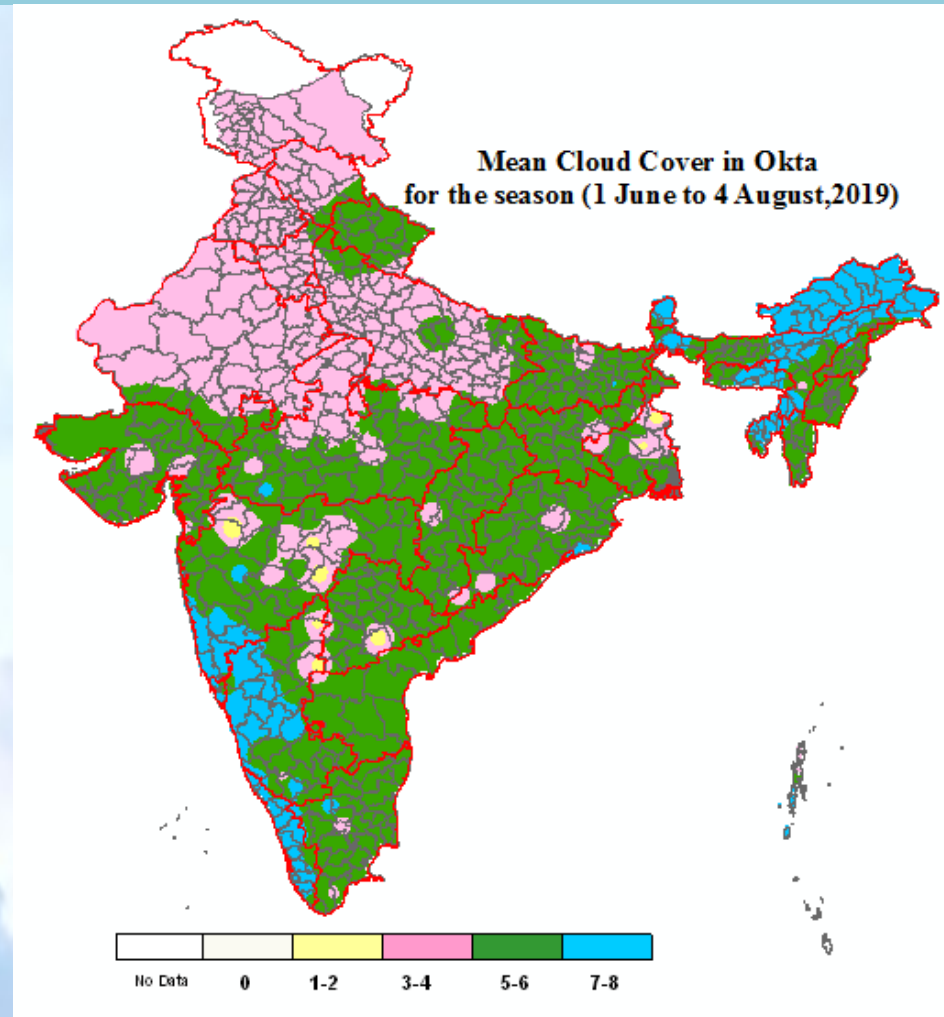 Mean Cloud Cover in Okta
for the season (1 June to 4 August,2019)
No Data 0 1-2 3-4 5-6 7-8